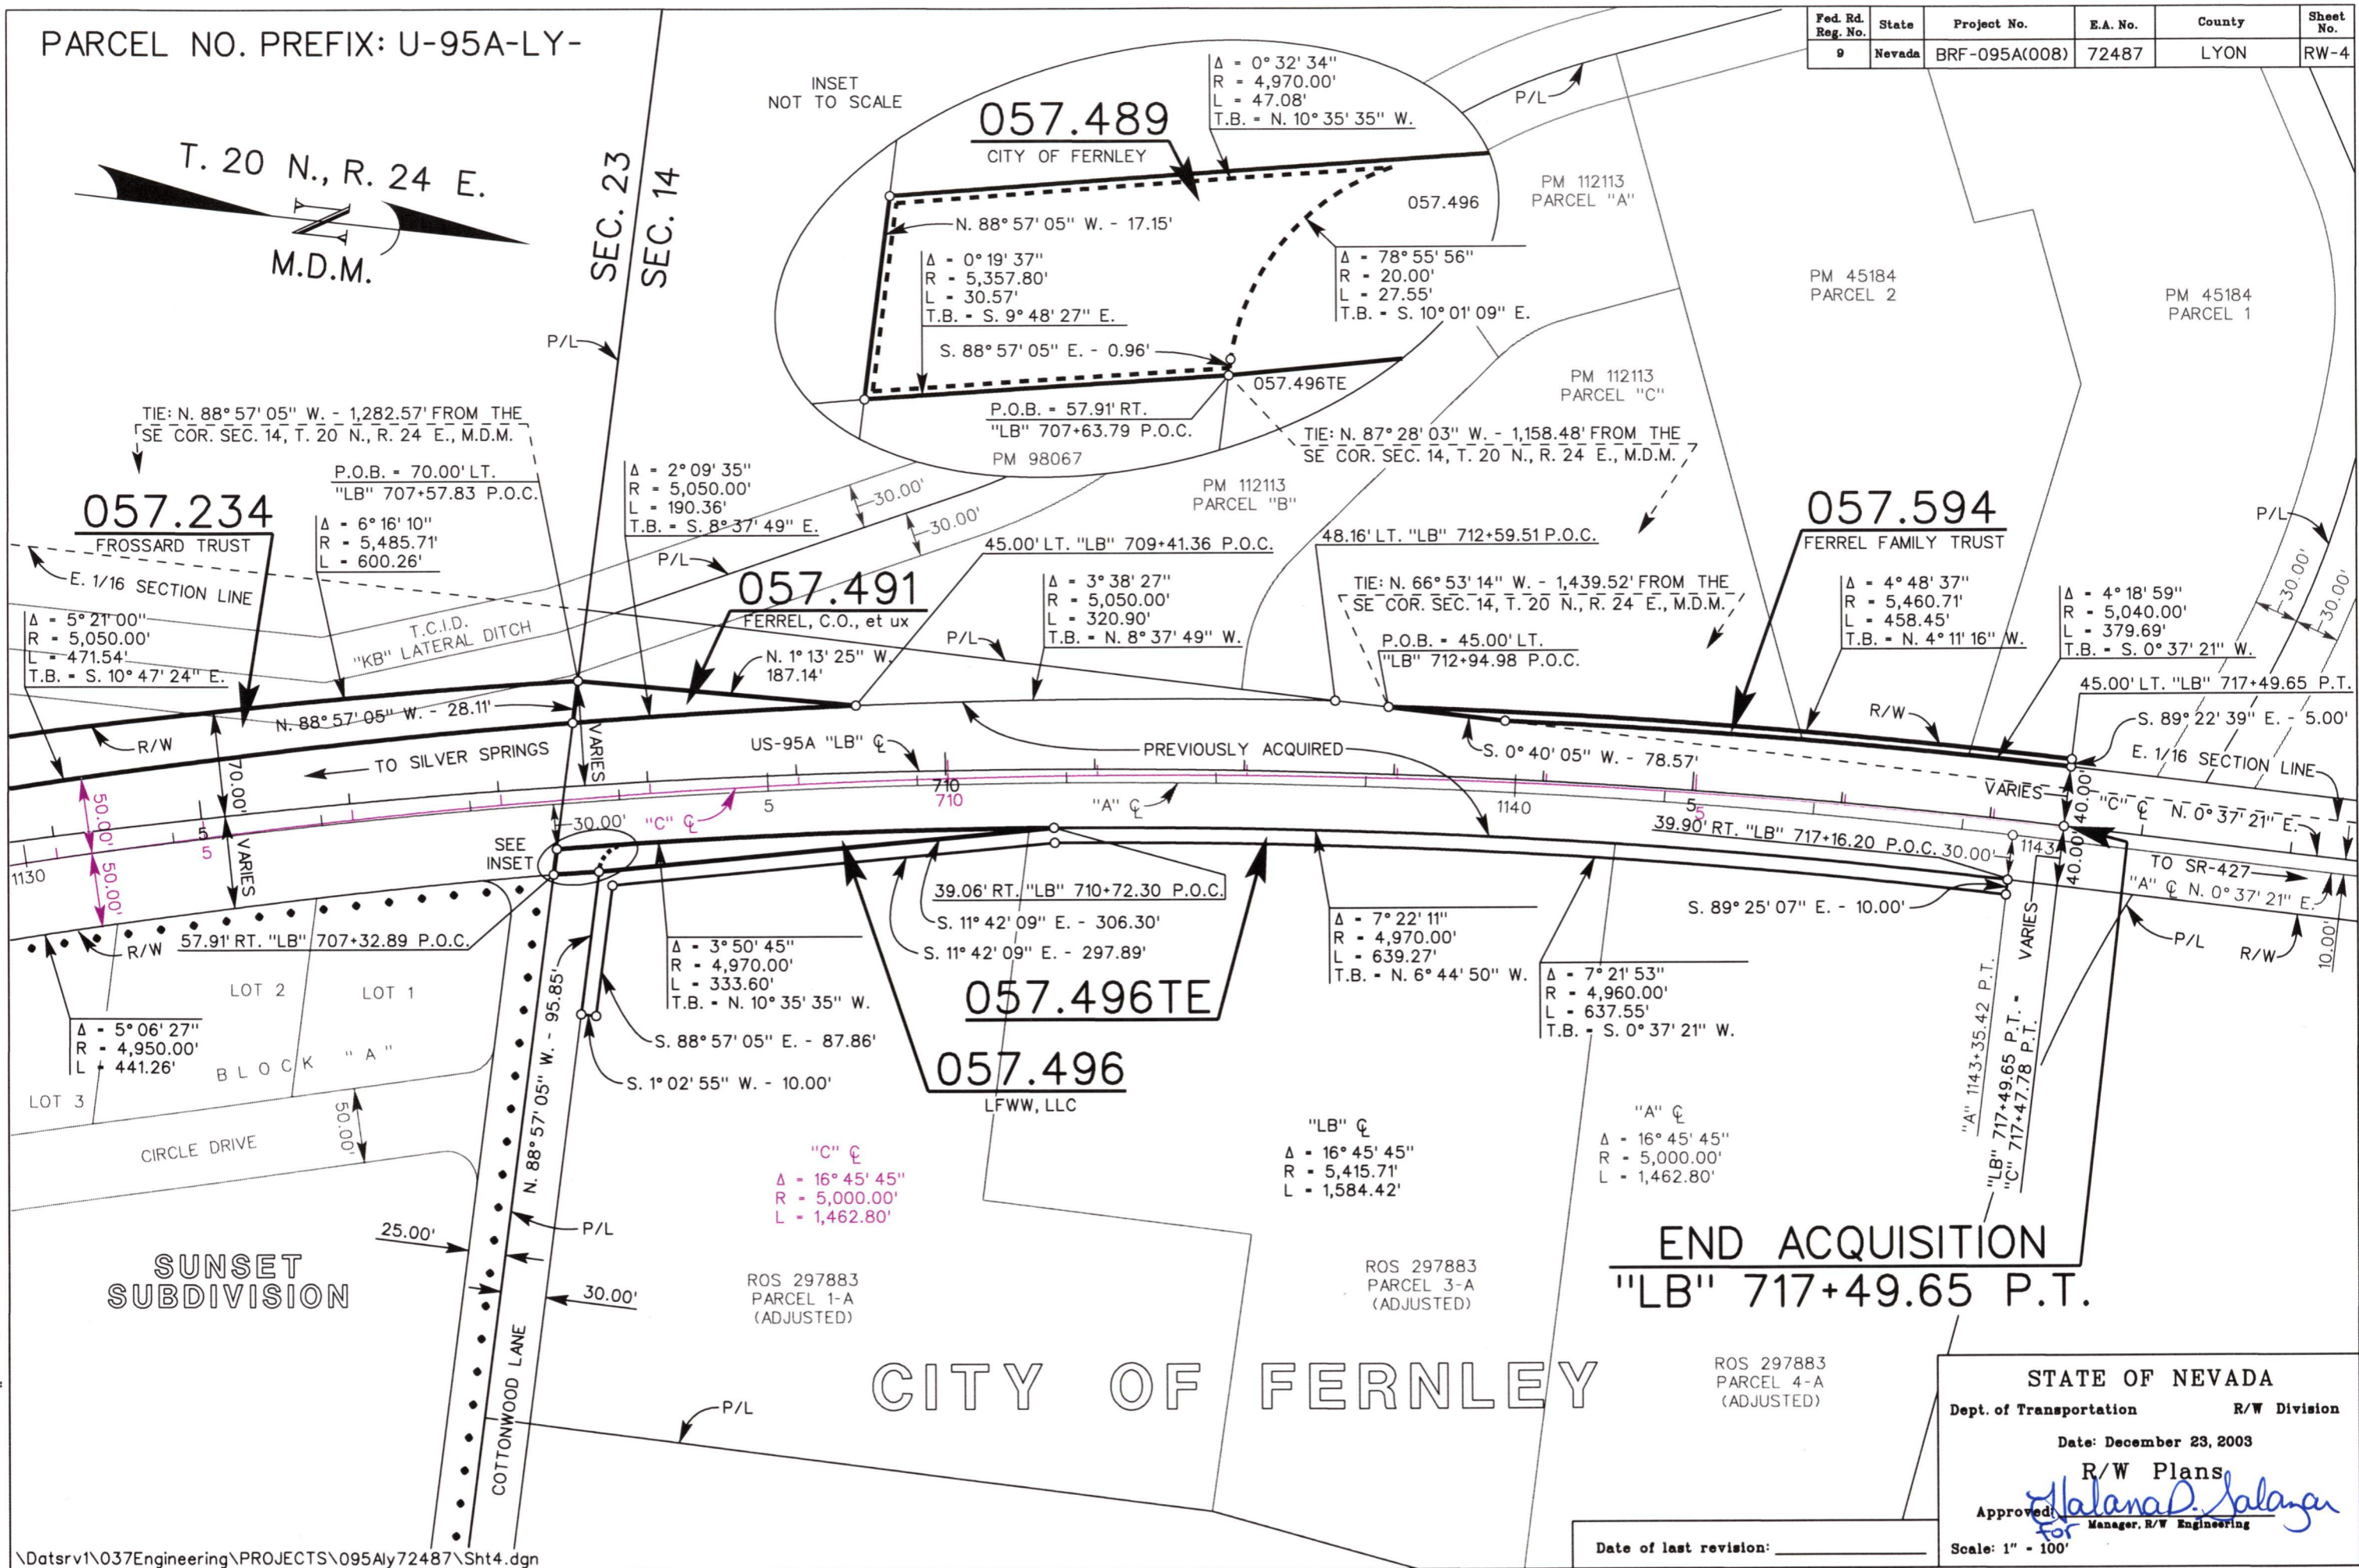 PARCEL NO. PREFIX: U-95A-LY-
Fed. Rd. Reg. No.
State
Project No.
E.A. No.
County
Sheet No.
9
Nevada
BRF-095A(008)
72487
LYON
RW-4
T. 20 N., R. 24 E.
N
M.D.M.
SEC. 23
SEC. 14
P/L
INSET
NOT TO SCALE
057.489
CITY OF FERNLEY
Δ = 0° 32' 34"
R = 4,970.00'
L = 47.08'
T.B. = N. 10° 35' 35" W.
P/L
N. 88° 57' 05" W. - 17.15'
057.496
Δ = 0° 19' 37"
R = 5,357.80'
L = 30.57'
T.B. = S. 9° 48' 27" E.
Δ = 78° 55' 56"
R = 20.00'
L = 27.55'
T.B. = S. 10° 01' 09" E.
S. 88° 57' 05" E. - 0.96'
057.496TE
P.O.B. = 57.91' RT.
"LB" 707+63.79 P.O.C.
PM 98067
PM 112113
PARCEL "A"
PM 45184
PARCEL 2
PM 45184
PARCEL 1
PM 112113
PARCEL "C"
TIE: N. 87° 28' 03" W. - 1,158.48' FROM THE
SE COR. SEC. 14, T. 20 N., R. 24 E., M.D.M.
TIE: N. 88° 57' 05" W. - 1,282.57' FROM THE
SE COR. SEC. 14, T. 20 N., R. 24 E., M.D.M.
P.O.B. = 70.00' LT.
"LB" 707+57.83 P.O.C.
057.234
FROSSARD TRUST
Δ = 6° 16' 10"
R = 5,485.71'
L = 600.26'
Δ = 2° 09' 35"
R = 5,050.00'
L = 190.36'
T.B. = S. 8° 37' 49" E.
30.00'
30.00'
PM 112113
PARCEL "B"
057.594
FERREL FAMILY TRUST
P/L
E. 1/16 SECTION LINE
P/L
45.00' LT. "LB" 709+41.36 P.O.C.
48.16' LT. "LB" 712+59.51 P.O.C.
057.491
FERREL, C.O., et ux
Δ = 5° 21' 00"
R = 5,050.00'
L = 471.54'
T.B. = S. 10° 47' 24" E.
T.C.I.D.
"KB" LATERAL DITCH
P/L
Δ = 3° 38' 27"
R = 5,050.00'
L = 320.90'
T.B. = N. 8° 37' 49" W.
TIE: N. 66° 53' 14" W. - 1,439.52' FROM THE
SE COR. SEC. 14, T. 20 N., R. 24 E., M.D.M.
P.O.B. = 45.00' LT.
"LB" 712+94.98 P.O.C.
Δ = 4° 48' 37"
R = 5,460.71'
L = 458.45'
T.B. = N. 4° 11' 16" W.
Δ = 4° 18' 59"
R = 5,040.00'
L = 379.69'
T.B. = S. 0° 37' 21" W.
30.00'
30.00'
N. 1° 13' 25" W.
187.14'
45.00' LT. "LB" 717+49.65 P.T.
N. 88° 57' 05" W. - 28.11'
R/W
R/W
S. 89° 22' 39" E. - 5.00'
TO SILVER SPRINGS
VARIES
US-95A "LB" ℄
PREVIOUSLY ACQUIRED
S. 0° 40' 05" W. - 78.57'
E. 1/16 SECTION LINE
70.00'
50.00'
50.00'
VARIES
5
5
1130
"C" ℄
5
710
710
"A" ℄
1140
5
VARIES
40.00'
"C" ℄ N. 0° 37' 21" E.
39.90' RT. "LB" 717+16.20 P.O.C.
30.00'
1143
40.00'
TO SR-427
"A" ℄ N. 0° 37' 21" E.
30.00'
SEE
INSET
39.06' RT. "LB" 710+72.30 P.O.C.
S. 11° 42' 09" E. - 306.30'
S. 11° 42' 09" E. - 297.89'
S. 89° 25' 07" E. - 10.00'
P/L
R/W
10.00'
R/W
57.91' RT. "LB" 707+32.89 P.O.C.
Δ = 3° 50' 45"
R = 4,970.00'
L = 333.60'
T.B. = N. 10° 35' 35" W.
Δ = 7° 22' 11"
R = 4,970.00'
L = 639.27'
T.B. = N. 6° 44' 50" W.
Δ = 7° 21' 53"
R = 4,960.00'
L = 637.55'
T.B. = S. 0° 37' 21" W.
057.496TE
057.496
LFWW, LLC
LOT 2
LOT 1
Δ = 5° 06' 27"
R = 4,950.00'
L = 441.26'
BLOCK "A"
LOT 3
CIRCLE DRIVE
50.00'
N. 88° 57' 05" W. - 95.85'
S. 88° 57' 05" E. - 87.86'
S. 1° 02' 55" W. - 10.00'
"C" ℄
Δ = 16° 45' 45"
R = 5,000.00'
L = 1,462.80'
"LB" ℄
Δ = 16° 45' 45"
R = 5,415.71'
L = 1,584.42'
"A" ℄
Δ = 16° 45' 45"
R = 5,000.00'
L = 1,462.80'
"A" 1143+35.42 P.T.
VARIES
"LB" 717+49.65 P.T. =
"C" 717+47.78 P.T.
END ACQUISITION
"LB" 717+49.65 P.T.
25.00'
P/L
30.00'
SUNSET
SUBDIVISION
ROS 297883
PARCEL 1-A
(ADJUSTED)
ROS 297883
PARCEL 3-A
(ADJUSTED)
ROS 297883
PARCEL 4-A
(ADJUSTED)
COTTONWOOD LANE
P/L
CITY OF FERNLEY
STATE OF NEVADA
Dept. of Transportation R/W Division
Date: December 23, 2003
R/W Plans
Approved: Halana D. Salazar
For Manager, R/W Engineering
Scale: 1" = 100'
Date of last revision:
\Datsrv1\037Engineering\PROJECTS\095Aly72487\Sht4.dgn